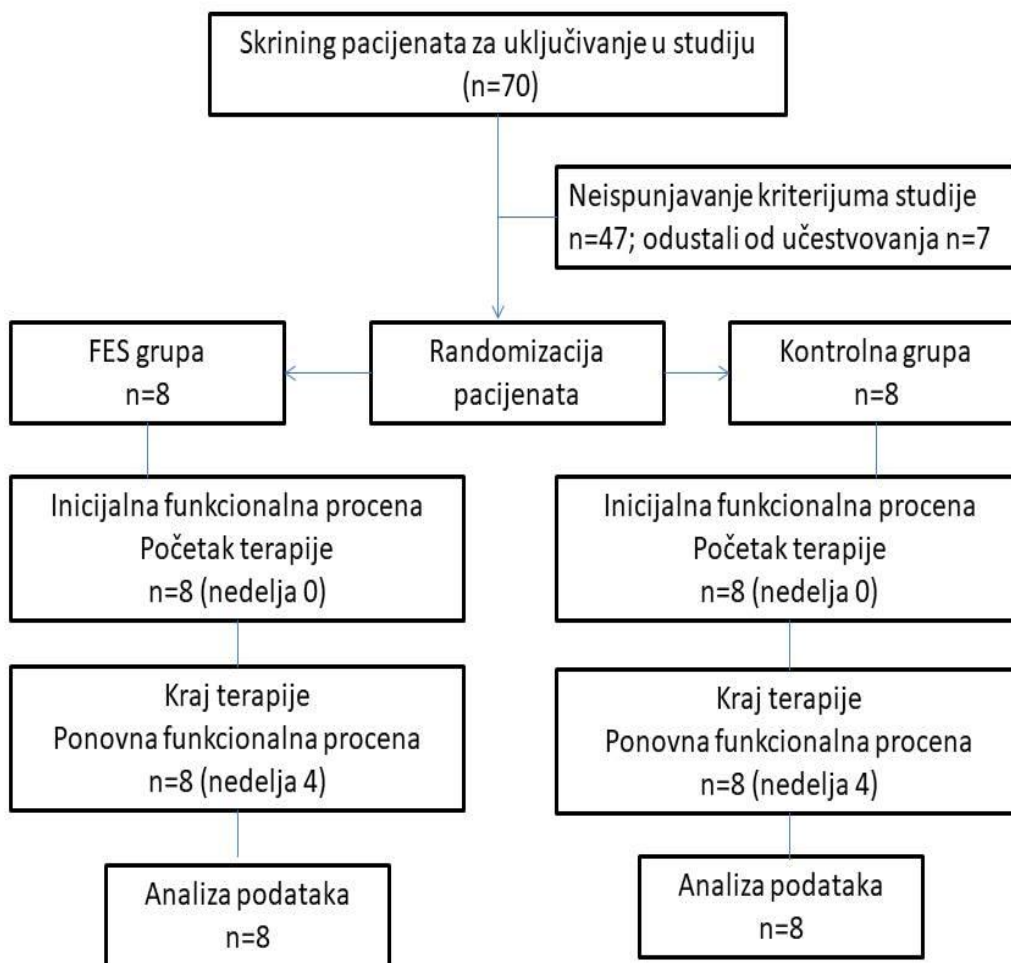 Skrining pacijenata za uključivanje u studiju
(n=70)
Neispunjavanje kriterijuma studije
n=47; odustali od učestvovanja n=7
FES grupa
n=8
Randomizacija
pacijenata
Kontrolna grupa
n=8
Inicijalna funkcionalna procena
Početak terapije
n=8 (nedelja 0)
Inicijalna funkcionalna procena
Početak terapije
n=8 (nedelja 0)
Kraj terapije
Ponovna funkcionalna procena
n=8 (nedelja 4)
Kraj terapije
Ponovna funkcionalna procena
n=8 (nedelja 4)
Analiza podataka
n=8
Analiza podataka
n=8